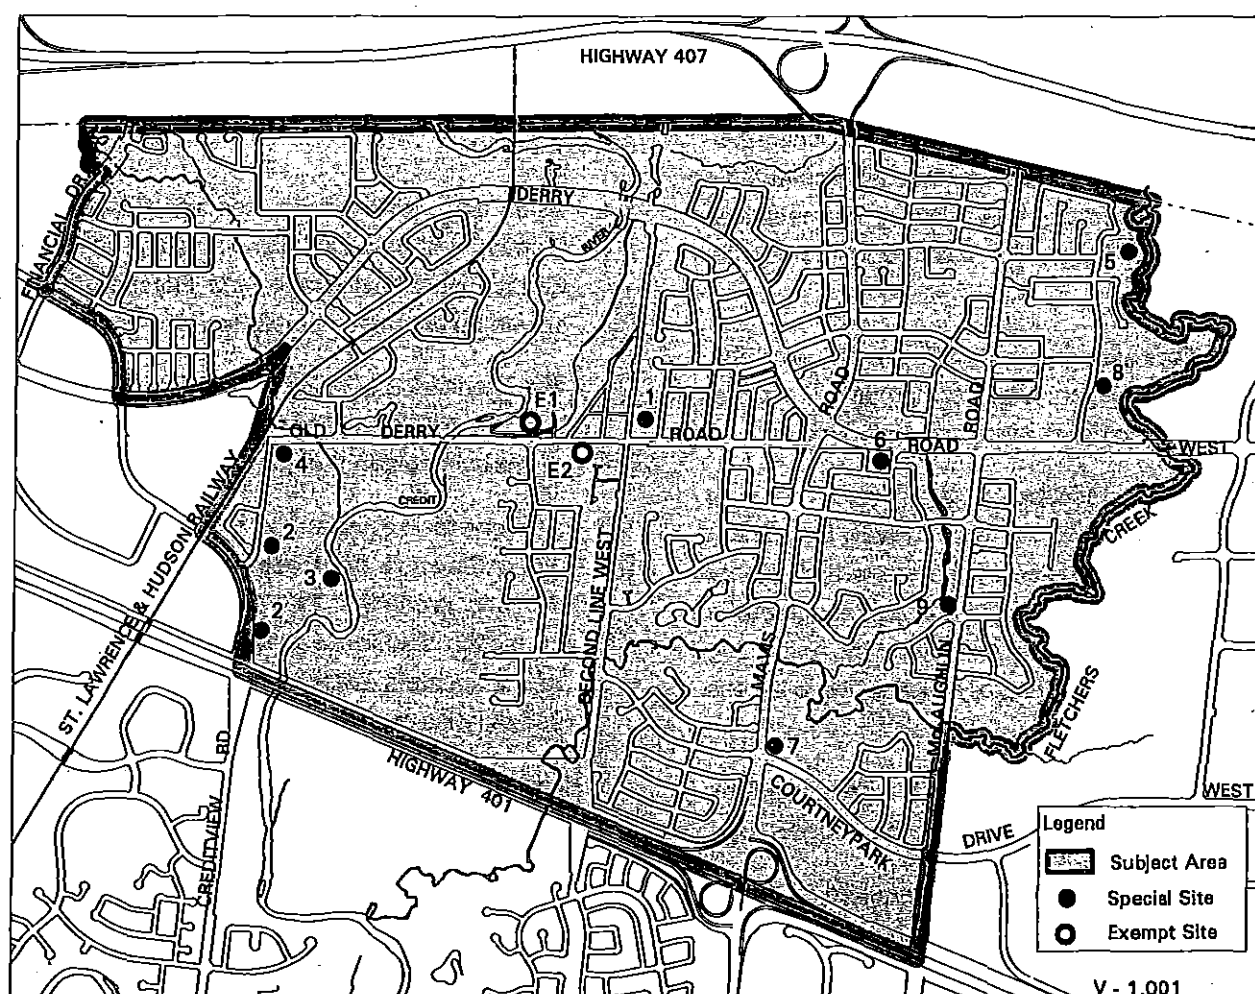 HIGHWAY 407
FINANCIAL DR
DERRY
RIVER
5
8
ROAD
ROAD
E1
1
OLD DERRY ROAD
ROAD
WEST
6
4
E2
CREDIT
CREEK
ST. LAWRENCE & HUDSON RAILWAY
2
3
2
9
SECOND LINE WEST
MAVIS
McLAUGHLIN
FLETCHERS
7
CREDITVIEW RD
HIGHWAY 401
COURTNEYPARK
DRIVE
WEST
Legend
Subject Area
Special Site
Exempt Site
V - 1.001